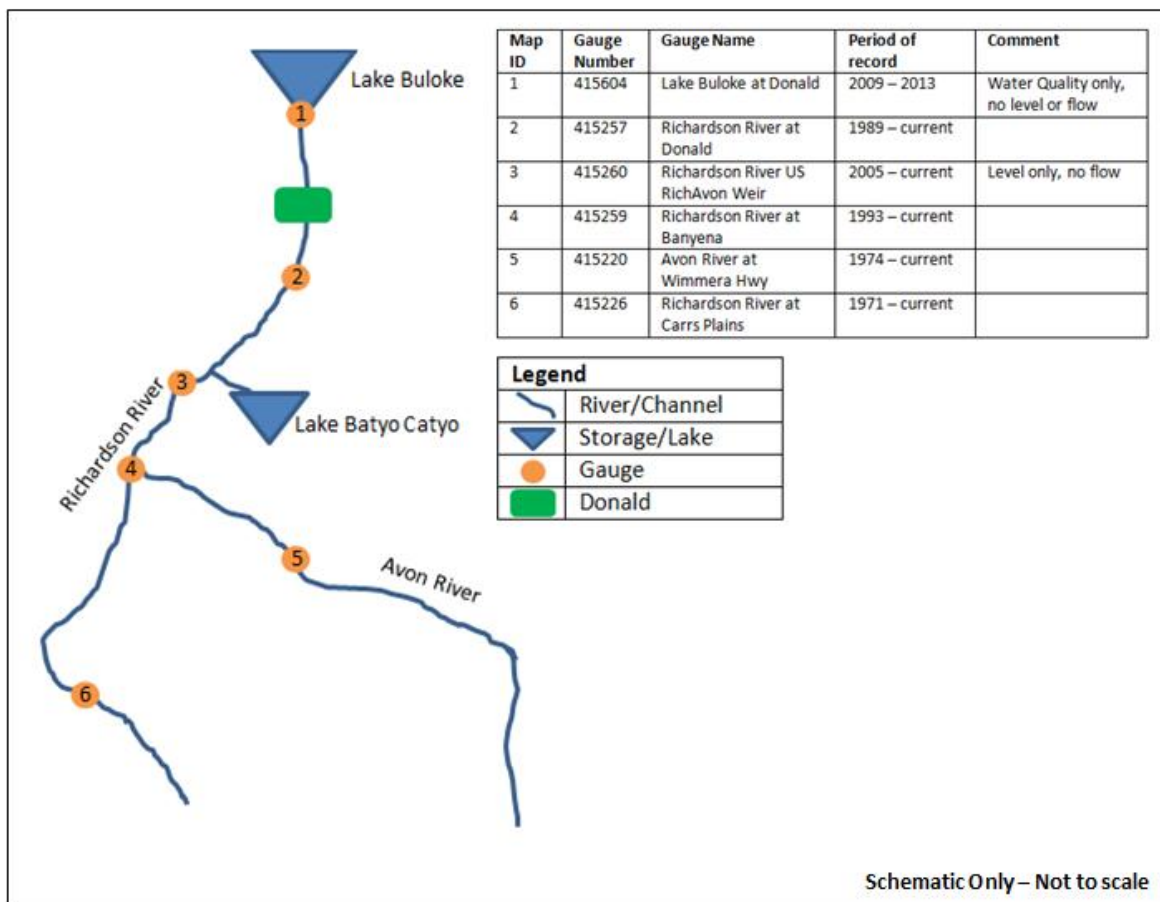 Lake Buloke
1
2
3
Richardson River
Lake Batyo Catyo
4
5
Avon River
6
Map ID Gauge Number Gauge Name Period of record Comment
1 415604 Lake Buloke at Donald 2009 – 2013 Water Quality only, no level or flow
2 415257 Richardson River at Donald 1989 – current
3 415260 Richardson River US RichAvon Weir 2005 – current Level only, no flow
4 415259 Richardson River at Banyena 1993 – current
5 415220 Avon River at Wimmera Hwy 1974 – current
6 415226 Richardson River at Carrs Plains 1971 – current
Legend
River/Channel
Storage/Lake
Gauge
Donald
Schematic Only – Not to scale